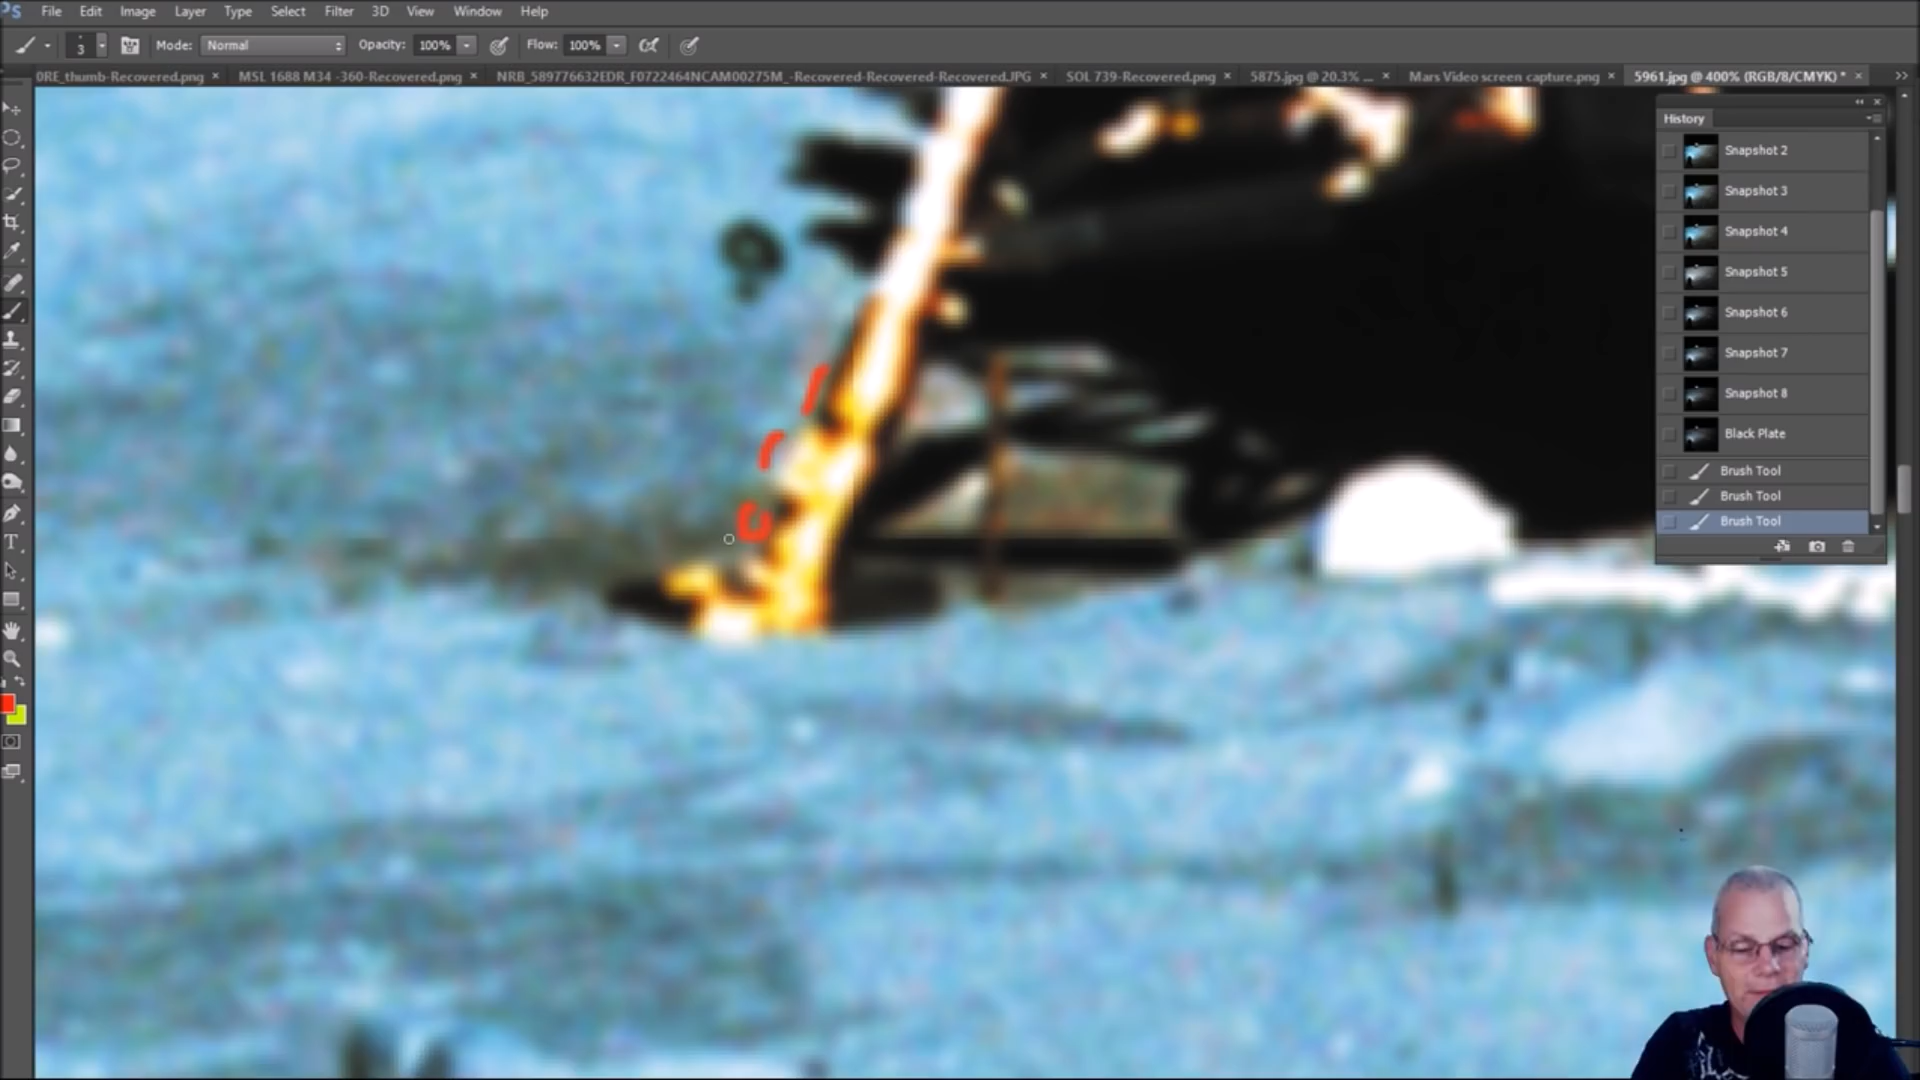 Ps File Edit Image Layer Type Select Filter 3D View Window Help
3 Mode: Normal Opacity: 100% Flow: 100%
0RE_thumb-Recovered.png × MSL 1688 M34 -360-Recovered.png × NRB_589776632EDR_F0722464NCAM00275M_-Recovered-Recovered-Recovered.JPG × SOL 739-Recovered.png × 5875.jpg @ 20.3% ... × Mars Video screen capture.png × 5961.jpg @ 400% (RGB/8/CMYK) * ×
History
Snapshot 2
Snapshot 3
Snapshot 4
Snapshot 5
Snapshot 6
Snapshot 7
Snapshot 8
Black Plate
Brush Tool
Brush Tool
Brush Tool